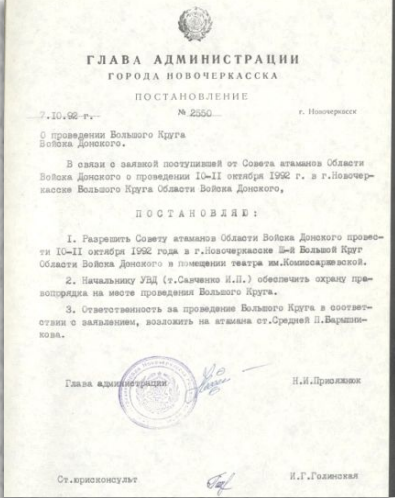 ГЛАВА АДМИНИСТРАЦИИ
ГОРОДА НОВОЧЕРКАССКА
ПОСТАНОВЛЕНИЕ
7.10.92 г. № 2550 г. Новочеркасск
О проведении Большого Круга
Войска Донского.
В связи с заявкой поступившей от Совета атаманов Области
Войска Донского о проведении 10-11 октября 1992 г. в г.Новочер-
касске Большого Круга Области Войска Донского,
ПОСТАНОВЛЯЮ:
1. Разрешить Совету атаманов Области Войска Донского провес-
ти 10-11 октября 1992 года в г.Новочеркасске Ш-й Большой Круг
Области Войска Донского в помещении театра им.Комиссаржевской.
2. Начальнику УВД (т.Савченко И.П.) обеспечить охрану пра-
вопорядка на месте проведения Большого Круга.
3. Ответственность за проведение Большого Круга в соответ-
ствии с заявлением, возложить на атамана ст.Средней П.Барышни-
кова.
Глава администрации Н.И.Присяжнюк
Ст.юрисконсульт И.Г.Голинская